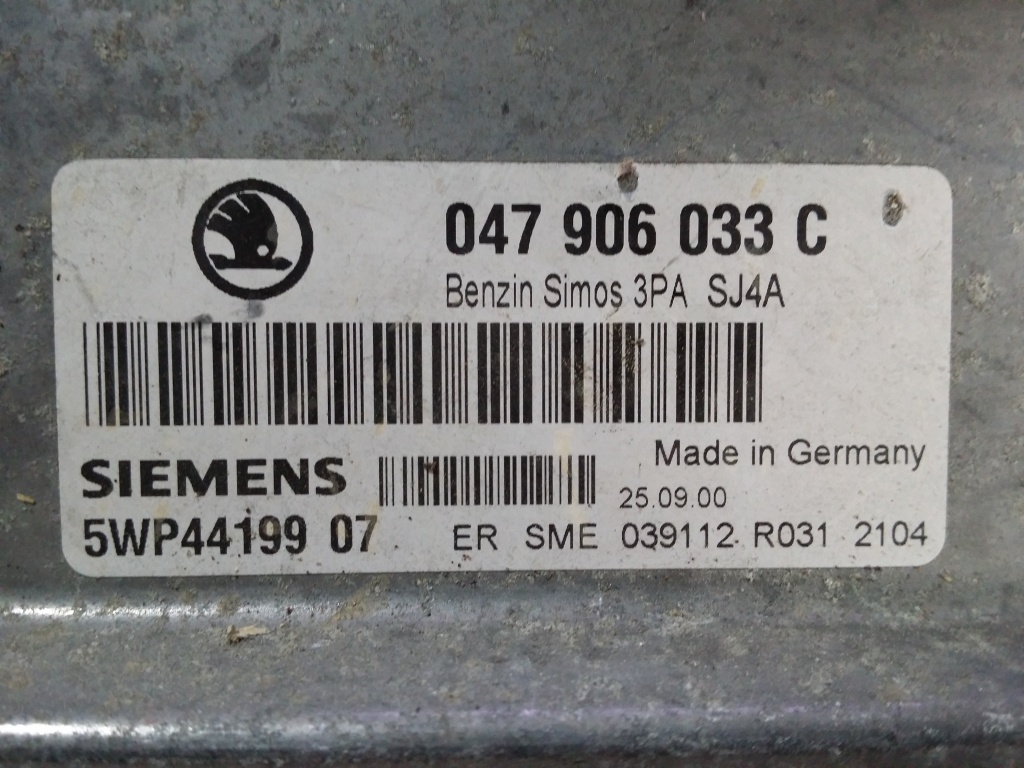 047 906 033 C
Benzin Simos 3PA SJ4A
Made in Germany
SIEMENS
25.09.00
5WP44199 07 ER SME 039112 R031 2104